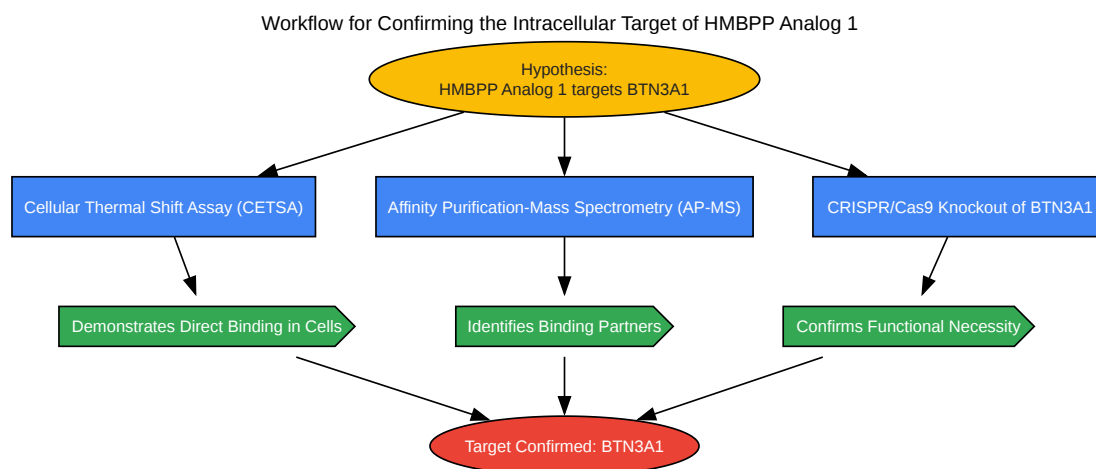 Workflow for Confirming the Intracellular Target of HMBPP Analog 1
Hypothesis:
HMBPP Analog 1 targets BTN3A1
Cellular Thermal Shift Assay (CETSA)
Affinity Purification-Mass Spectrometry (AP-MS)
CRISPR/Cas9 Knockout of BTN3A1
Demonstrates Direct Binding in Cells
Identifies Binding Partners
Confirms Functional Necessity
Target Confirmed: BTN3A1